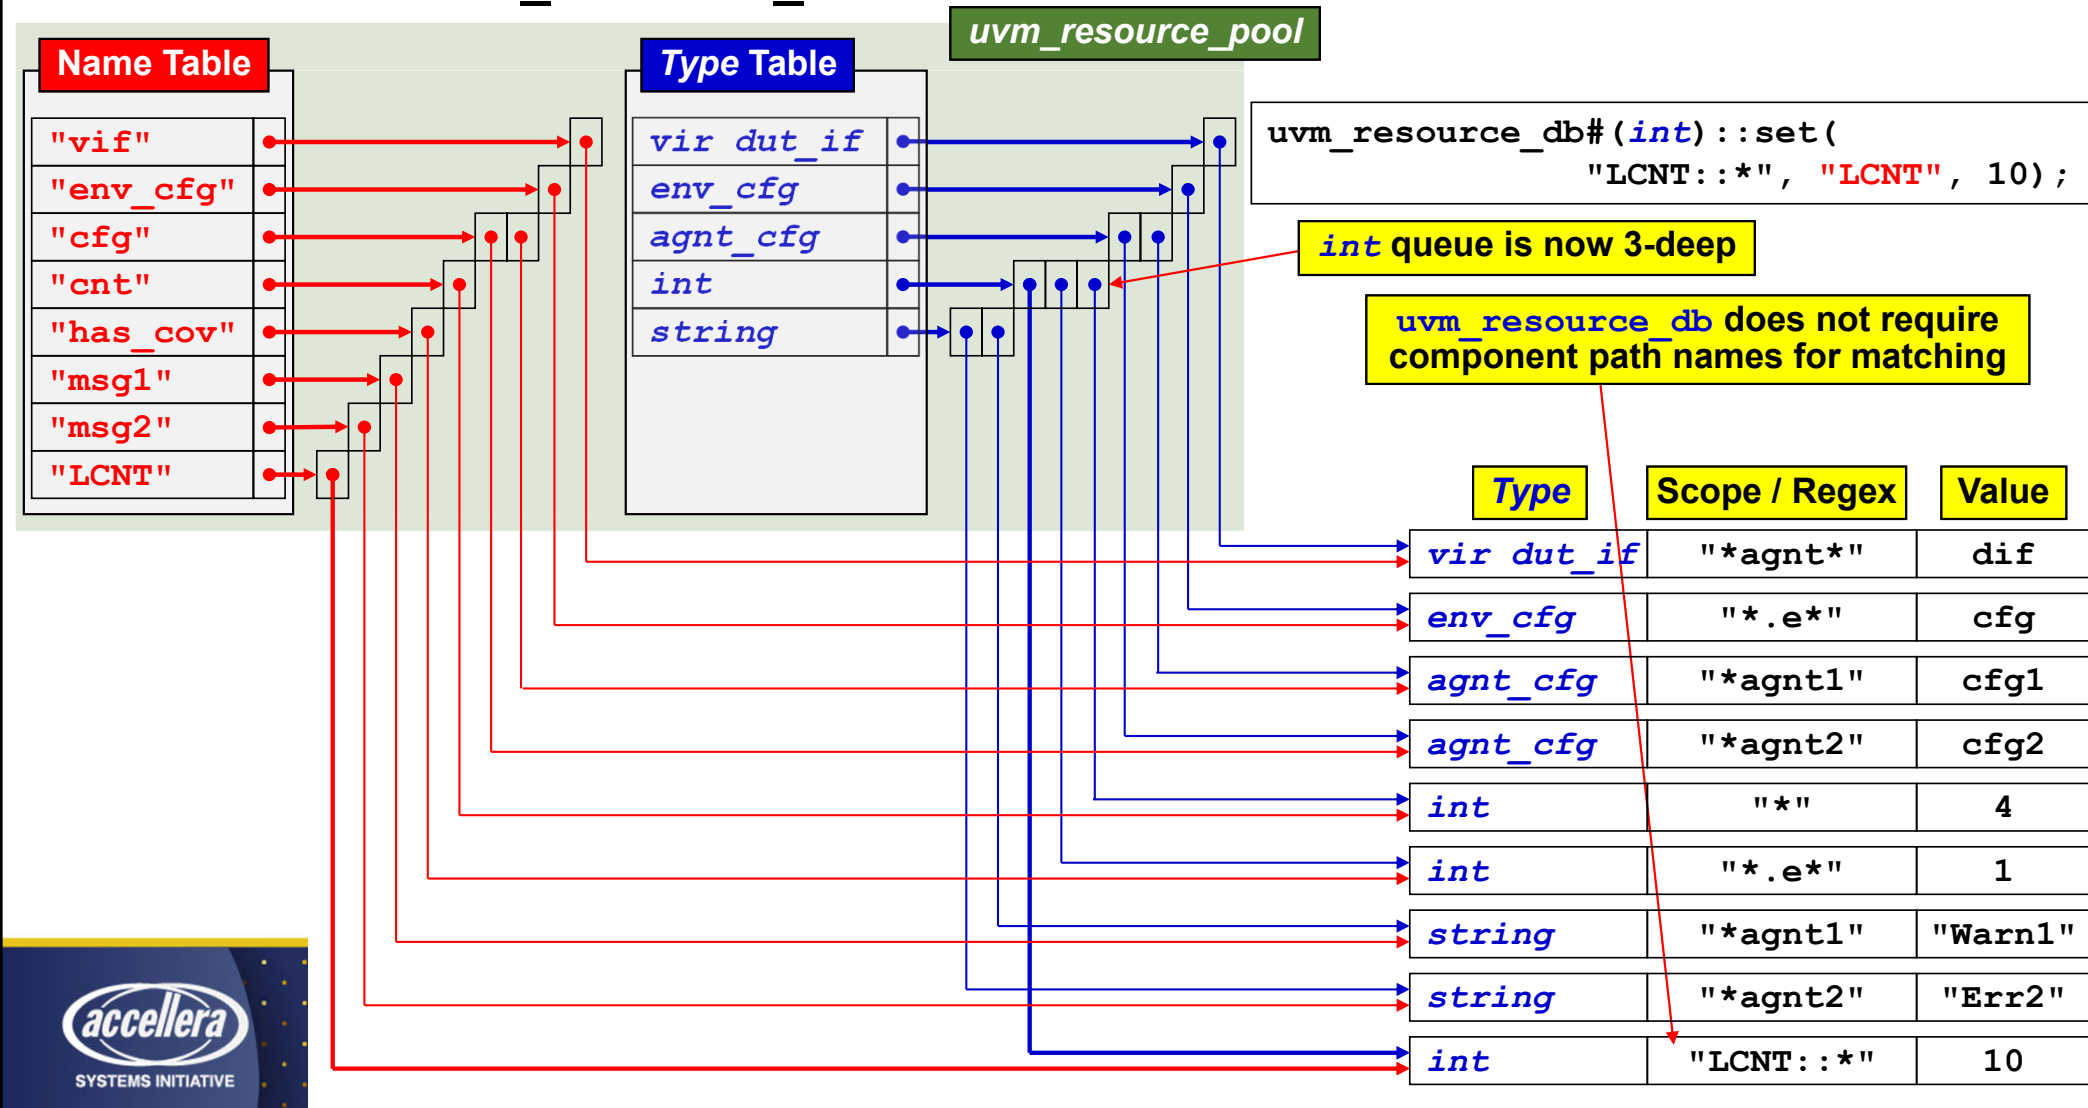 uvm_resource_pool
Name Table
"vif"
"env_cfg"
"cfg"
"cnt"
"has_cov"
"msg1"
"msg2"
"LCNT"
Type Table
vir dut_if
env_cfg
agnt_cfg
int
string
uvm_resource_db#(int)::set(
"LCNT::*", "LCNT", 10);
int queue is now 3-deep
uvm_resource_db does not require
component path names for matching
Type Scope / Regex Value
vir dut_if "*agnt*" dif
env_cfg "*.e*" cfg
agnt_cfg "*agnt1" cfg1
agnt_cfg "*agnt2" cfg2
int "*" 4
int "*.e*" 1
string "*agnt1" "Warn1"
string "*agnt2" "Err2"
int "LCNT::*" 10
accellera
SYSTEMS INITIATIVE